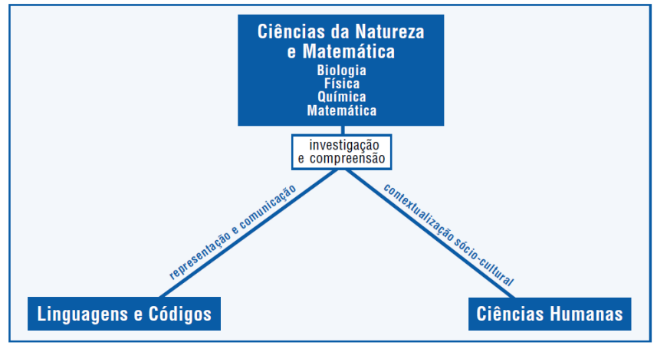 Ciências da Natureza
e Matemática
Biologia
Física
Química
Matemática
investigação
e compreensão
representação e comunicação
contextualização sócio-cultural
Linguagens e Códigos
Ciências Humanas